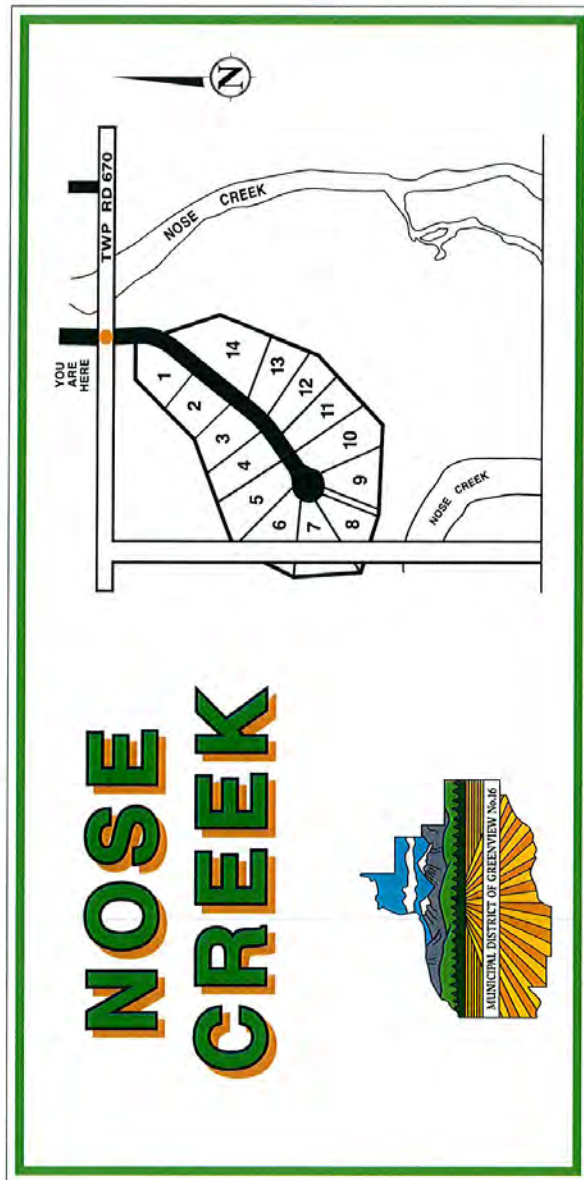 NOSE
CREEK
MUNICIPAL DISTRICT OF GREENVIEW No.16
N
TWP RD 670
YOU
ARE
HERE
NOSE CREEK
1
2
3
4
5
6
7
8
9
10
11
12
13
14
NOSE CREEK